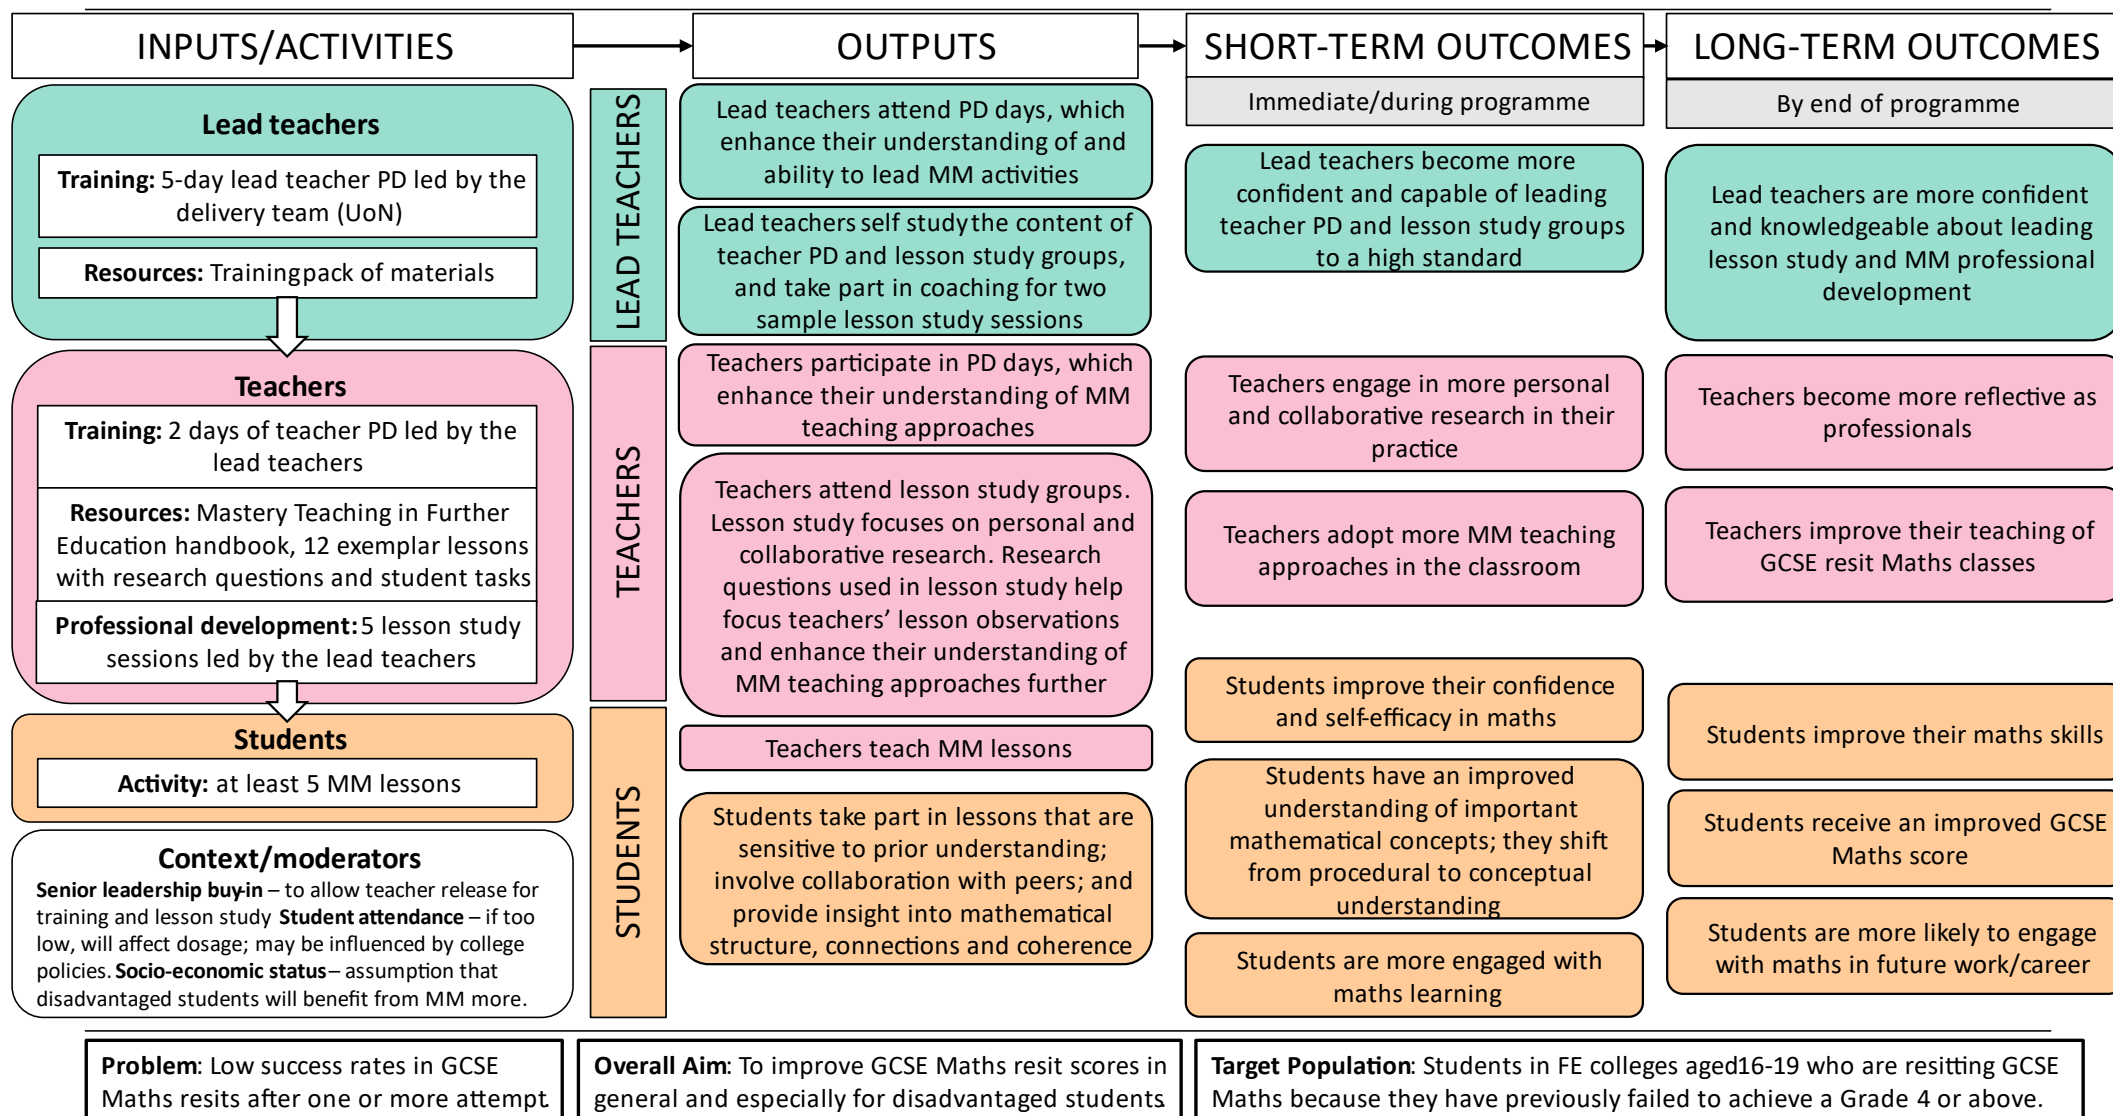 INPUTS/ACTIVITIES
Lead teachers
Training: 5-day lead teacher PD led by the
delivery team (UoN)
Resources: Trainingpack of materials
Teachers
Training: 2 days of teacher PD led by the
lead teachers
Resources: Mastery Teaching in Further
Education handbook, 12 exemplar lessons
with research questions and student tasks
Professional development: 5 lesson study
sessions led by the lead teachers
Students
Activity: at least 5 MM lessons
Context/moderators
Senior leadership buy-in – to allow teacher release for
training and lesson study Student attendance – if too
low, will affect dosage; may be influenced by college
policies. Socio-economic status – assumption that
disadvantaged students will benefit from MM more.
LEAD TEACHERS
TEACHERS
STUDENTS
OUTPUTS
Lead teachers attend PD days, which
enhance their understanding of and
ability to lead MM activities
Lead teachers self study the content of
teacher PD and lesson study groups,
and take part in coaching for two
sample lesson study sessions
Teachers participate in PD days, which
enhance their understanding of MM
teaching approaches
Teachers attend lesson study groups.
Lesson study focuses on personal and
collaborative research. Research
questions used in lesson study help
focus teachers’ lesson observations
and enhance their understanding of
MM teaching approaches further
Teachers teach MM lessons
Students take part in lessons that are
sensitive to prior understanding;
involve collaboration with peers; and
provide insight into mathematical
structure, connections and coherence
SHORT-TERM OUTCOMES
Immediate/during programme
Lead teachers become more
confident and capable of leading
teacher PD and lesson study groups
to a high standard
Teachers engage in more personal
and collaborative research in their
practice
Teachers adopt more MM teaching
approaches in the classroom
Students improve their confidence
and self-efficacy in maths
Students have an improved
understanding of important
mathematical concepts; they shift
from procedural to conceptual
understanding
Students are more engaged with
maths learning
LONG-TERM OUTCOMES
By end of programme
Lead teachers are more confident
and knowledgeable about leading
lesson study and MM professional
development
Teachers become more reflective as
professionals
Teachers improve their teaching of
GCSE resit Maths classes
Students improve their maths skills
Students receive an improved GCSE
Maths score
Students are more likely to engage
with maths in future work/career
Problem: Low success rates in GCSE
Maths resits after one or more attempt.
Overall Aim: To improve GCSE Maths resit scores in
general and especially for disadvantaged students.
Target Population: Students in FE colleges aged16-19 who are resitting GCSE
Maths because they have previously failed to achieve a Grade 4 or above.